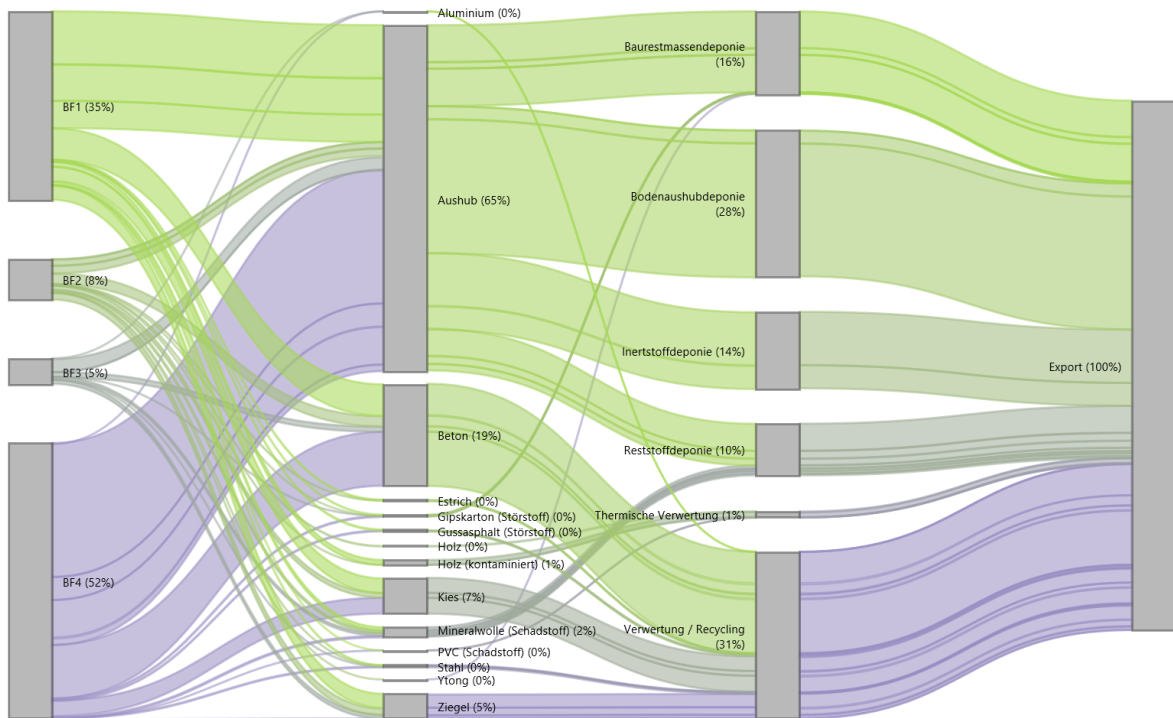 BF1 (35%)
BF2 (8%)
BF3 (5%)
BF4 (52%)
Aluminium (0%)
Aushub (65%)
Beton (19%)
Estrich (0%)
Gipskarton (Störstoff) (0%)
Gussasphalt (Störstoff) (0%)
Holz (0%)
Holz (kontaminiert) (1%)
Kies (7%)
Mineralwolle (Schadstoff) (2%)
PVC (Schadstoff) (0%)
Stahl (0%)
Ytong (0%)
Ziegel (5%)
Baurestmassendeponie
(16%)
Bodenaushubdeponie
(28%)
Inertstoffdeponie (14%)
Reststoffdeponie (10%)
Thermische Verwertung (1%)
Verwertung / Recycling
(31%)
Export (100%)